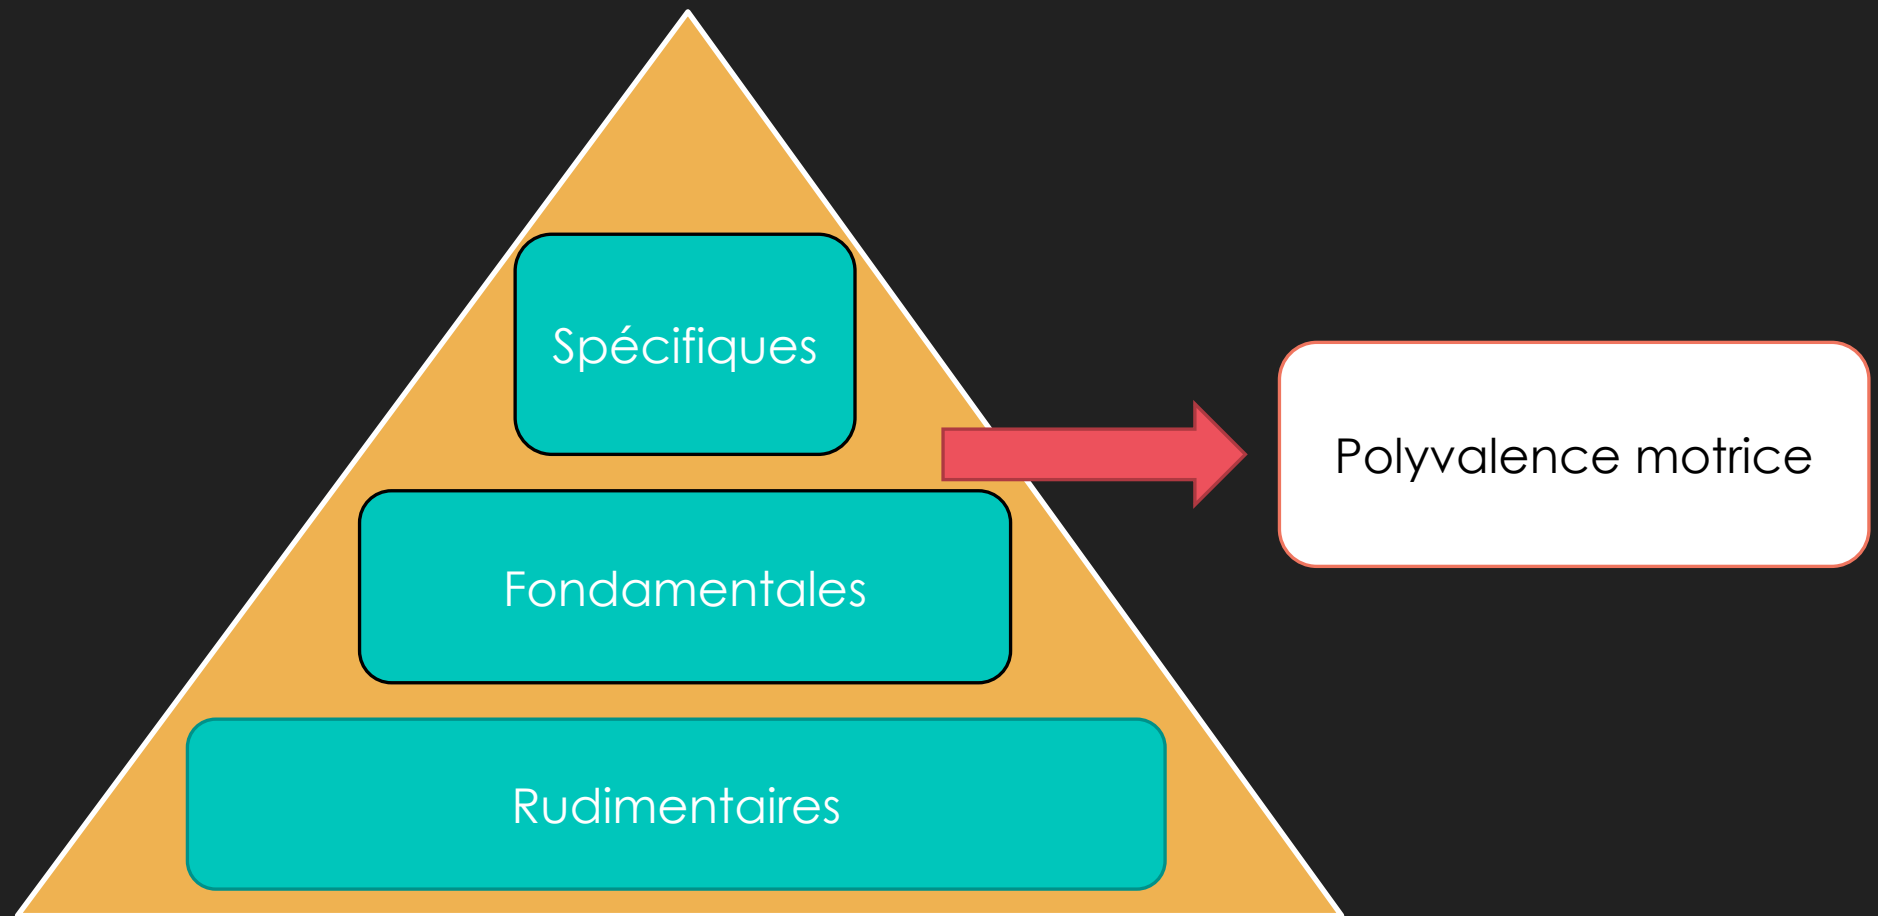 Spécifiques
Polyvalence motrice
Fondamentales
Rudimentaires